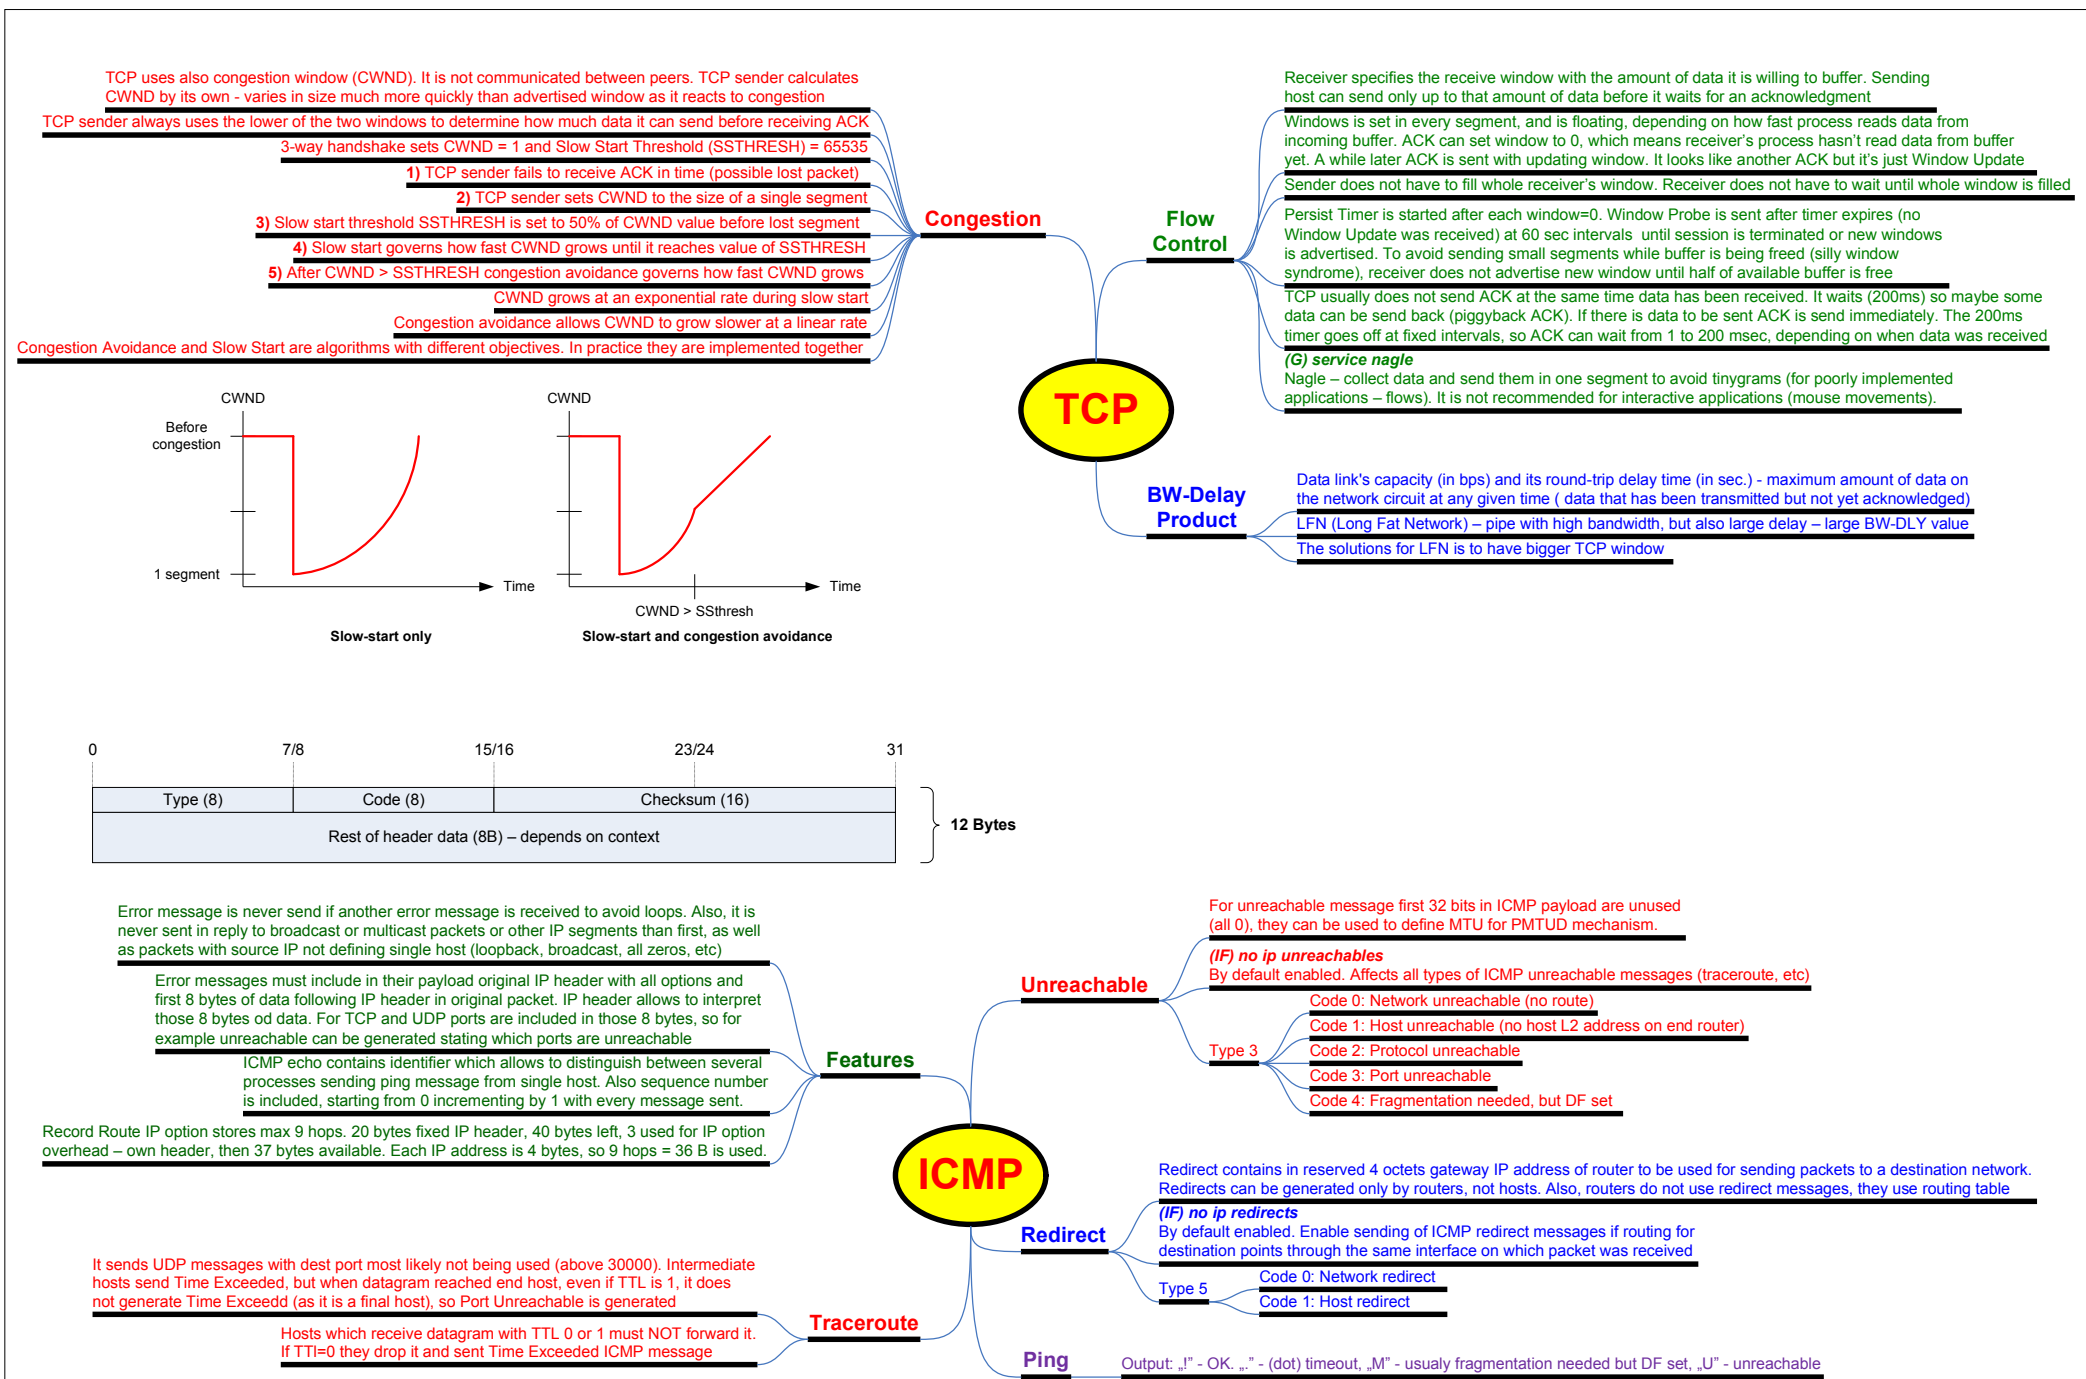 TCP uses also congestion window (CWND). It is not communicated between peers. TCP sender calculates
CWND by its own - varies in size much more quickly than advertised window as it reacts to congestion
TCP sender always uses the lower of the two windows to determine how much data it can send before receiving ACK
3-way handshake sets CWND = 1 and Slow Start Threshold (SSTHRESH) = 65535
1) TCP sender fails to receive ACK in time (possible lost packet)
2) TCP sender sets CWND to the size of a single segment
3) Slow start threshold SSTHRESH is set to 50% of CWND value before lost segment
4) Slow start governs how fast CWND grows until it reaches value of SSTHRESH
5) After CWND > SSTHRESH congestion avoidance governs how fast CWND grows
CWND grows at an exponential rate during slow start
Congestion avoidance allows CWND to grow slower at a linear rate
Congestion Avoidance and Slow Start are algorithms with different objectives. In practice they are implemented together
Congestion
Flow
Control
Receiver specifies the receive window with the amount of data it is willing to buffer. Sending
host can send only up to that amount of data before it waits for an acknowledgment
Windows is set in every segment, and is floating, depending on how fast process reads data from
incoming buffer. ACK can set window to 0, which means receiver's process hasn't read data from buffer
yet. A while later ACK is sent with updating window. It looks like another ACK but it's just Window Update
Sender does not have to fill whole receiver's window. Receiver does not have to wait until whole window is filled
Persist Timer is started after each window=0. Window Probe is sent after timer expires (no
Window Update was received) at 60 sec intervals until session is terminated or new windows
is advertised. To avoid sending small segments while buffer is being freed (silly window
syndrome), receiver does not advertise new window until half of available buffer is free
TCP usually does not send ACK at the same time data has been received. It waits (200ms) so maybe some
data can be send back (piggyback ACK). If there is data to be sent ACK is send immediately. The 200ms
timer goes off at fixed intervals, so ACK can wait from 1 to 200 msec, depending on when data was received
(G) service nagle
Nagle – collect data and send them in one segment to avoid tinygrams (for poorly implemented
applications – flows). It is not recommended for interactive applications (mouse movements).
TCP
BW-Delay
Product
Data link's capacity (in bps) and its round-trip delay time (in sec.) - maximum amount of data on
the network circuit at any given time ( data that has been transmitted but not yet acknowledged)
LFN (Long Fat Network) – pipe with high bandwidth, but also large delay – large BW-DLY value
The solutions for LFN is to have bigger TCP window
CWND
Before
congestion
1 segment
Time
Slow-start only
CWND
Time
CWND > SSthresh
Slow-start and congestion avoidance
0 7/8 15/16 23/24 31
Type (8) Code (8) Checksum (16)
Rest of header data (8B) – depends on context
12 Bytes
Error message is never send if another error message is received to avoid loops. Also, it is
never sent in reply to broadcast or multicast packets or other IP segments than first, as well
as packets with source IP not defining single host (loopback, broadcast, all zeros, etc)
Error messages must include in their payload original IP header with all options and
first 8 bytes of data following IP header in original packet. IP header allows to interpret
those 8 bytes od data. For TCP and UDP ports are included in those 8 bytes, so for
example unreachable can be generated stating which ports are unreachable
ICMP echo contains identifier which allows to distinguish between several
processes sending ping message from single host. Also sequence number
is included, starting from 0 incrementing by 1 with every message sent.
Record Route IP option stores max 9 hops. 20 bytes fixed IP header, 40 bytes left, 3 used for IP option
overhead – own header, then 37 bytes available. Each IP address is 4 bytes, so 9 hops = 36 B is used.
Features
ICMP
Unreachable
For unreachable message first 32 bits in ICMP payload are unused
(all 0), they can be used to define MTU for PMTUD mechanism.
(IF) no ip unreachables
By default enabled. Affects all types of ICMP unreachable messages (traceroute, etc)
Type 3
Code 0: Network unreachable (no route)
Code 1: Host unreachable (no host L2 address on end router)
Code 2: Protocol unreachable
Code 3: Port unreachable
Code 4: Fragmentation needed, but DF set
Redirect
Redirect contains in reserved 4 octets gateway IP address of router to be used for sending packets to a destination network.
Redirects can be generated only by routers, not hosts. Also, routers do not use redirect messages, they use routing table
(IF) no ip redirects
By default enabled. Enable sending of ICMP redirect messages if routing for
destination points through the same interface on which packet was received
Type 5
Code 0: Network redirect
Code 1: Host redirect
It sends UDP messages with dest port most likely not being used (above 30000). Intermediate
hosts send Time Exceeded, but when datagram reached end host, even if TTL is 1, it does
not generate Time Exceedd (as it is a final host), so Port Unreachable is generated
Hosts which receive datagram with TTL 0 or 1 must NOT forward it.
If TTl=0 they drop it and sent Time Exceeded ICMP message
Traceroute
Ping
Output: „!” - OK. „.” - (dot) timeout, „M” - usualy fragmentation needed but DF set, „U” - unreachable